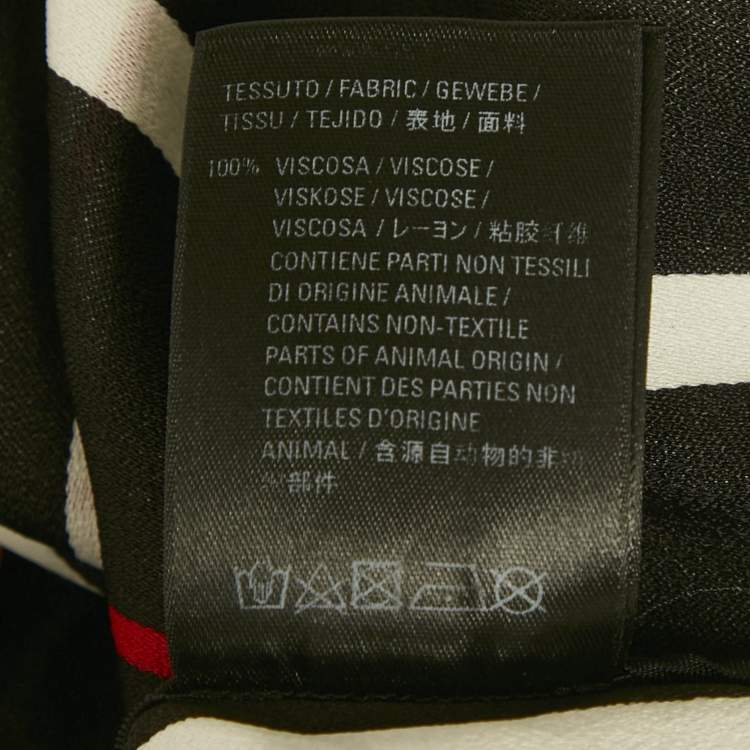 TESSUTO / FABRIC / GEWEBE /
TISSU / TEJIDO / 表地 / 面料
100% VISCOSA / VISCOSE /
VISKOSE / VISCOSE /
VISCOSA / レーヨン / 粘胶纤维
CONTIENE PARTI NON TESSILI
DI ORIGINE ANIMALE /
CONTAINS NON-TEXTILE
PARTS OF ANIMAL ORIGIN /
CONTIENT DES PARTIES NON
TEXTILES D'ORIGINE
ANIMAL / 含源自动物的非
部件